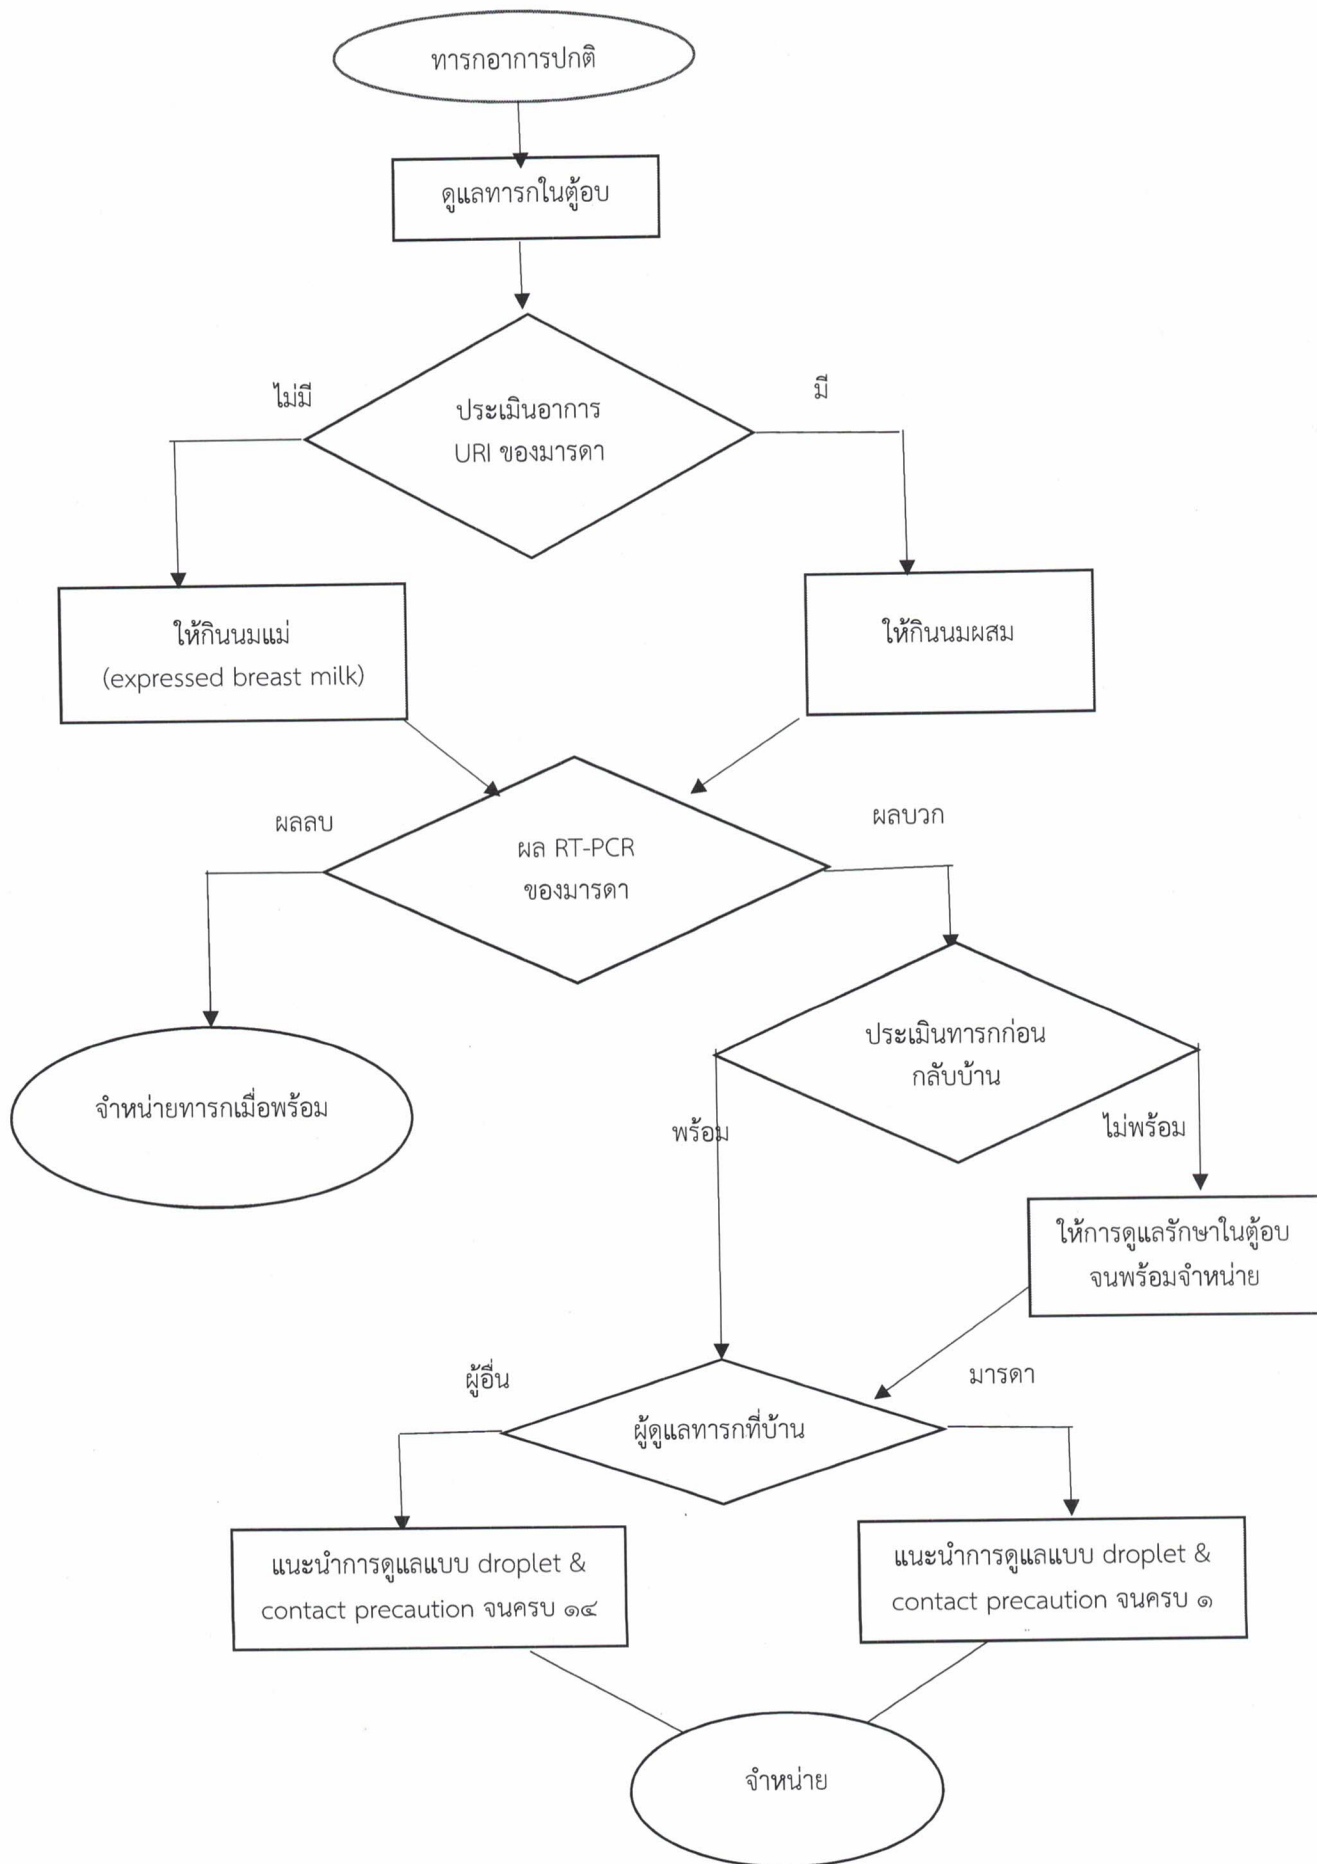 ทารกอาการปกติ
ดูแลทารกในตู้อบ
ไม่มี
มี
ประเมินอาการ
URI ของมารดา
ให้กินนมแม่
(expressed breast milk)
ให้กินนมผสม
ผลลบ
ผลบวก
ผล RT-PCR
ของมารดา
ประเมินทารกก่อน
กลับบ้าน
จำหน่ายทารกเมื่อพร้อม
พร้อม
ไม่พร้อม
ให้การดูแลรักษาในตู้อบ
จนพร้อมจำหน่าย
ผู้อื่น
มารดา
ผู้ดูแลทารกที่บ้าน
แนะนำการดูแลแบบ droplet &
contact precaution จนครบ ๑๔
แนะนำการดูแลแบบ droplet &
contact precaution จนครบ ๑
จำหน่าย